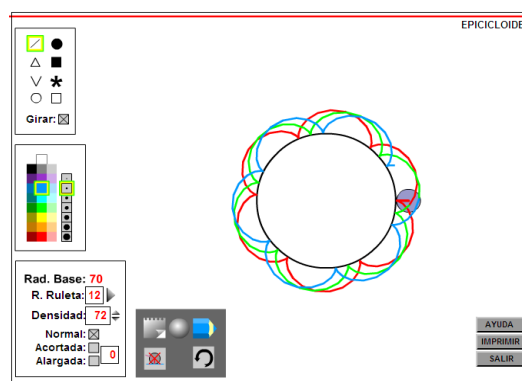 EPICICLOIDE
Girar:
Rad. Base: 70
R. Ruleta: 12
Densidad: 72
Normal:
Acortada:
Alargada: 0
AYUDA
IMPRIMIR
SALIR